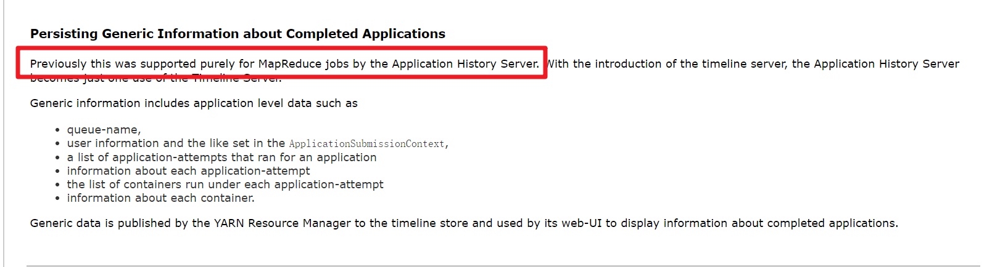 Persisting Generic Information about Completed Applications
Previously this was supported purely for MapReduce jobs by the Application History Server. With the introduction of the timeline server, the Application History Server
becomes just one use of the Timeline Server.
Generic information includes application level data such as
• queue-name,
• user information and the like set in the ApplicationSubmissionContext,
• a list of application-attempts that ran for an application
• information about each application-attempt
• the list of containers run under each application-attempt
• information about each container.
Generic data is published by the YARN Resource Manager to the timeline store and used by its web-UI to display information about completed applications.